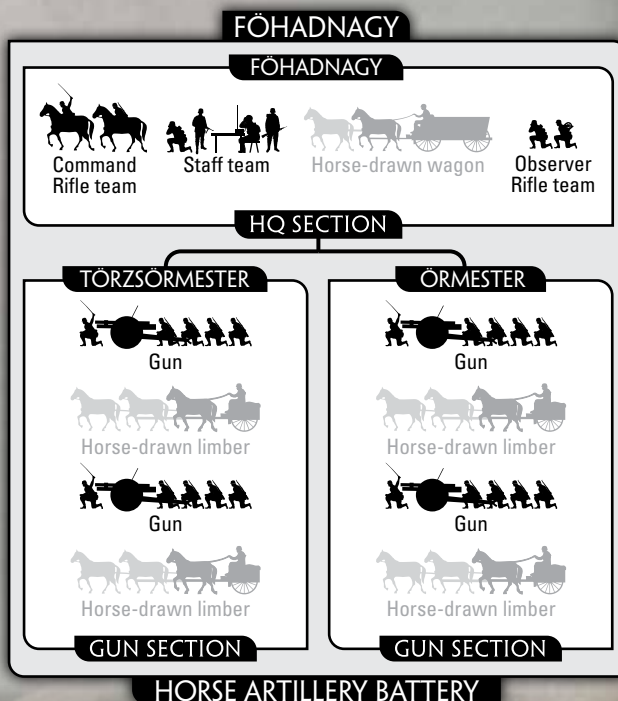 FÖHADNAGY
FÖHADNAGY
Command
Rifle team
Staff team
Horse-drawn wagon
Observer
Rifle team
HQ SECTION
TÖRZSÖRMESTER
Gun
Horse-drawn limber
Gun
Horse-drawn limber
GUN SECTION
ÖRMESTER
Gun
Horse-drawn limber
Gun
Horse-drawn limber
GUN SECTION
HORSE ARTILLERY BATTERY